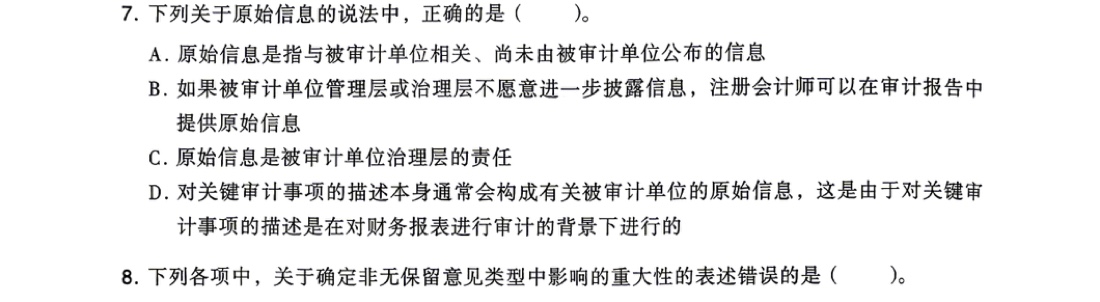 7. 下列关于原始信息的说法中，正确的是（  ）。
A. 原始信息是指与被审计单位相关、尚未由被审计单位公布的信息
B. 如果被审计单位管理层或治理层不愿意进一步披露信息，注册会计师可以在审计报告中
提供原始信息
C. 原始信息是被审计单位治理层的责任
D. 对关键审计事项的描述本身通常会构成有关被审计单位的原始信息，这是由于对关键审
计事项的描述是在对财务报表进行审计的背景下进行的
8. 下列各项中，关于确定非无保留意见类型中影响的重大性的表述错误的是（  ）。